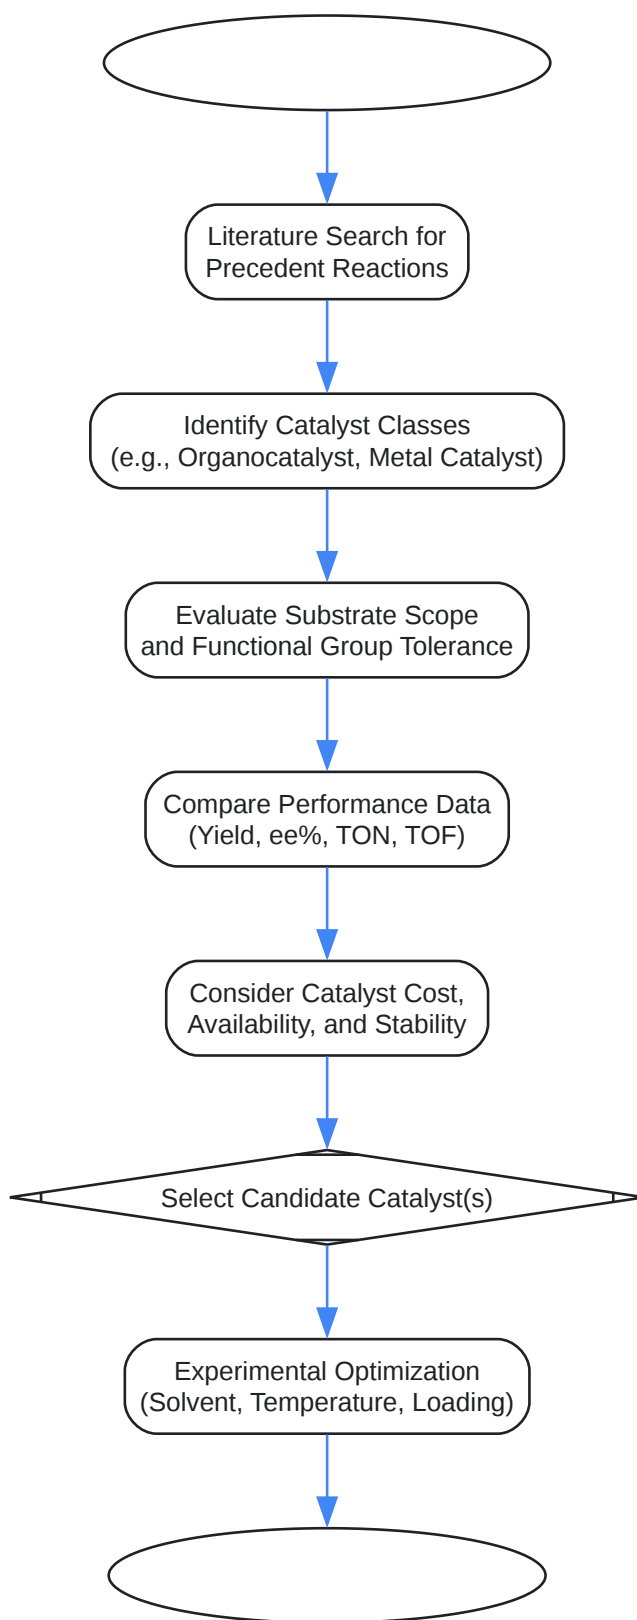 Literature Search for
Precedent Reactions
Identify Catalyst Classes
(e.g., Organocatalyst, Metal Catalyst)
Evaluate Substrate Scope
and Functional Group Tolerance
Compare Performance Data
(Yield, ee%, TON, TOF)
Consider Catalyst Cost,
Availability, and Stability
Select Candidate Catalyst(s)
Experimental Optimization
(Solvent, Temperature, Loading)